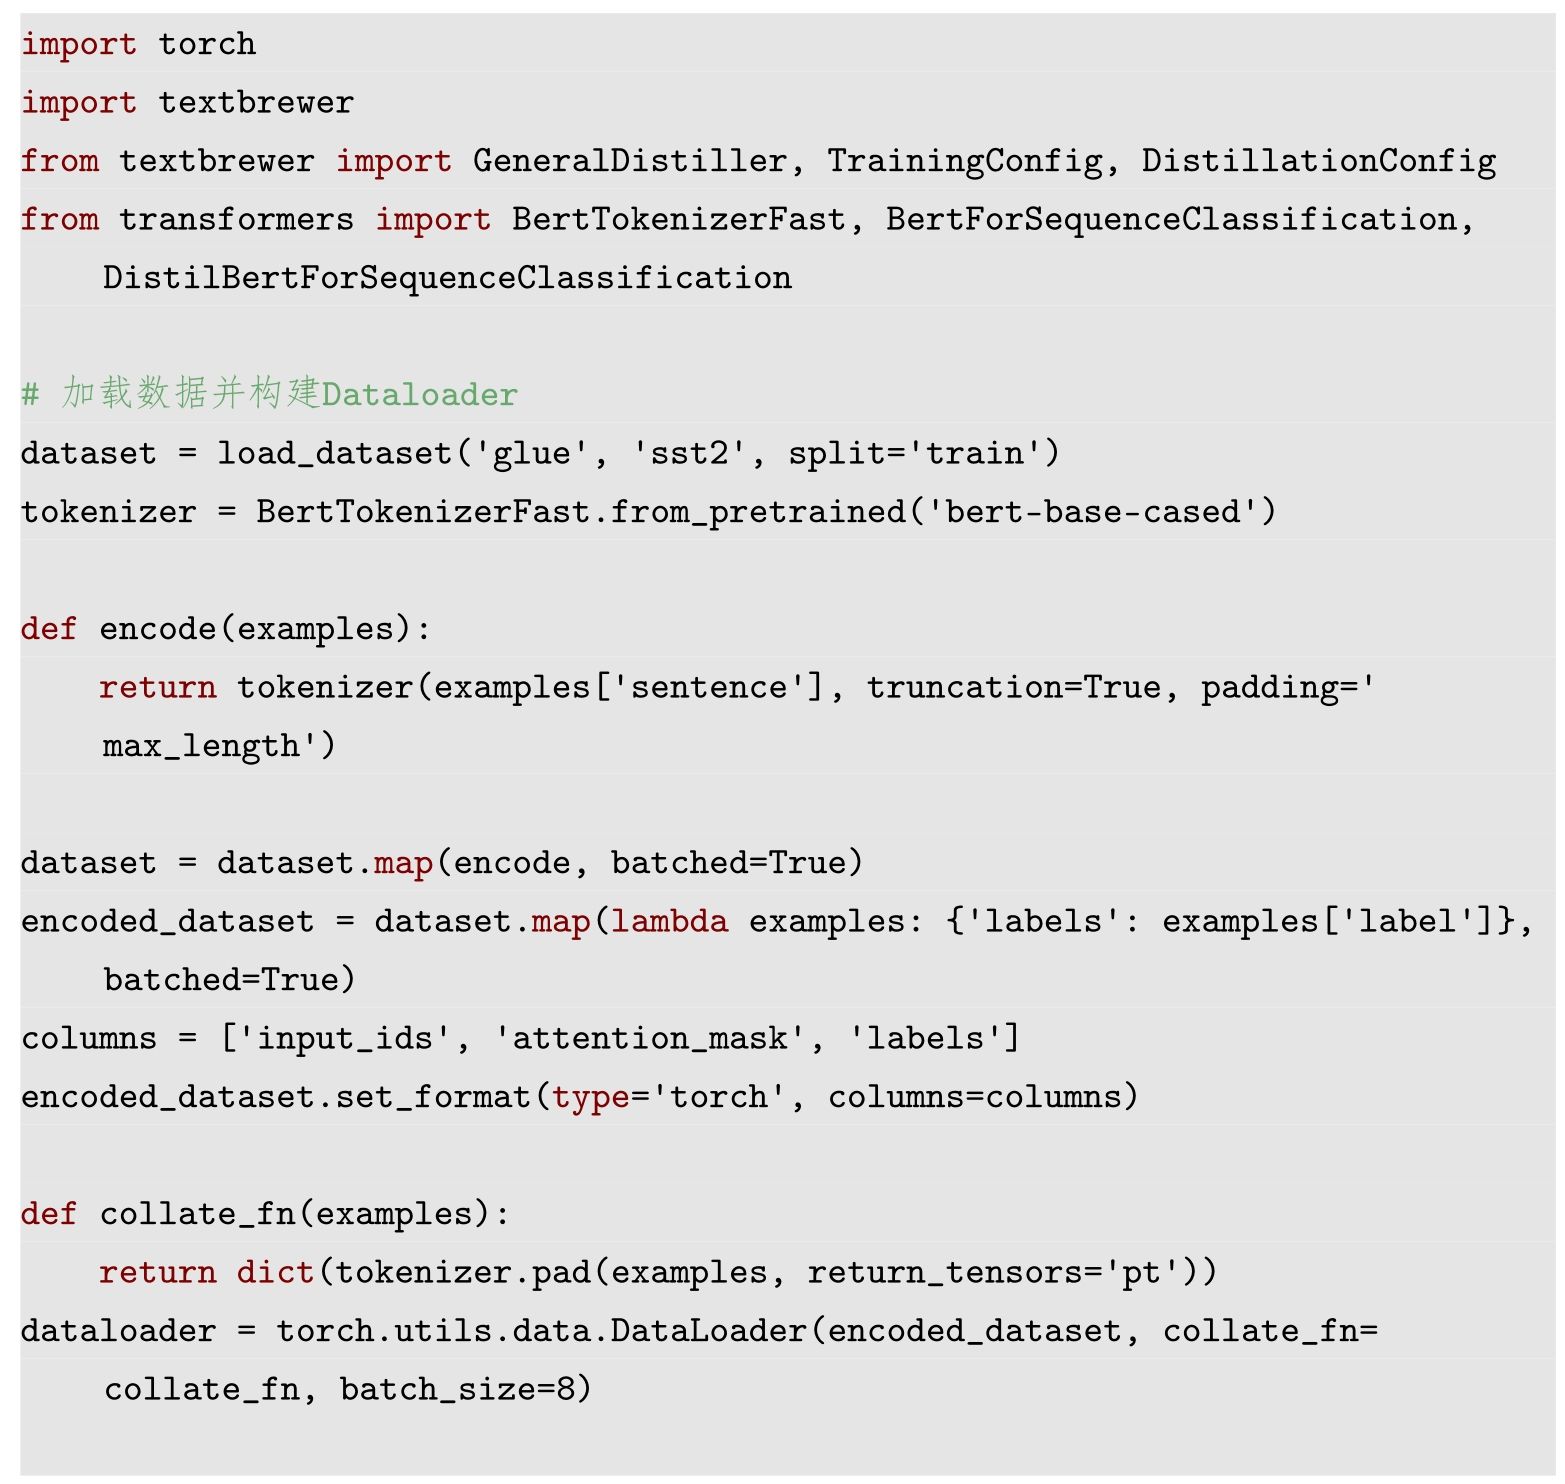 import torch
import textbrewer
from textbrewer import GeneralDistiller, TrainingConfig, DistillationConfig
from transformers import BertTokenizerFast, BertForSequenceClassification,
    DistilBertForSequenceClassification

# 加载数据并构建Dataloader
dataset = load_dataset('glue', 'sst2', split='train')
tokenizer = BertTokenizerFast.from_pretrained('bert-base-cased')

def encode(examples):
    return tokenizer(examples['sentence'], truncation=True, padding='
    max_length')

dataset = dataset.map(encode, batched=True)
encoded_dataset = dataset.map(lambda examples: {'labels': examples['label']},
    batched=True)
columns = ['input_ids', 'attention_mask', 'labels']
encoded_dataset.set_format(type='torch', columns=columns)

def collate_fn(examples):
    return dict(tokenizer.pad(examples, return_tensors='pt'))
dataloader = torch.utils.data.DataLoader(encoded_dataset, collate_fn=
    collate_fn, batch_size=8)